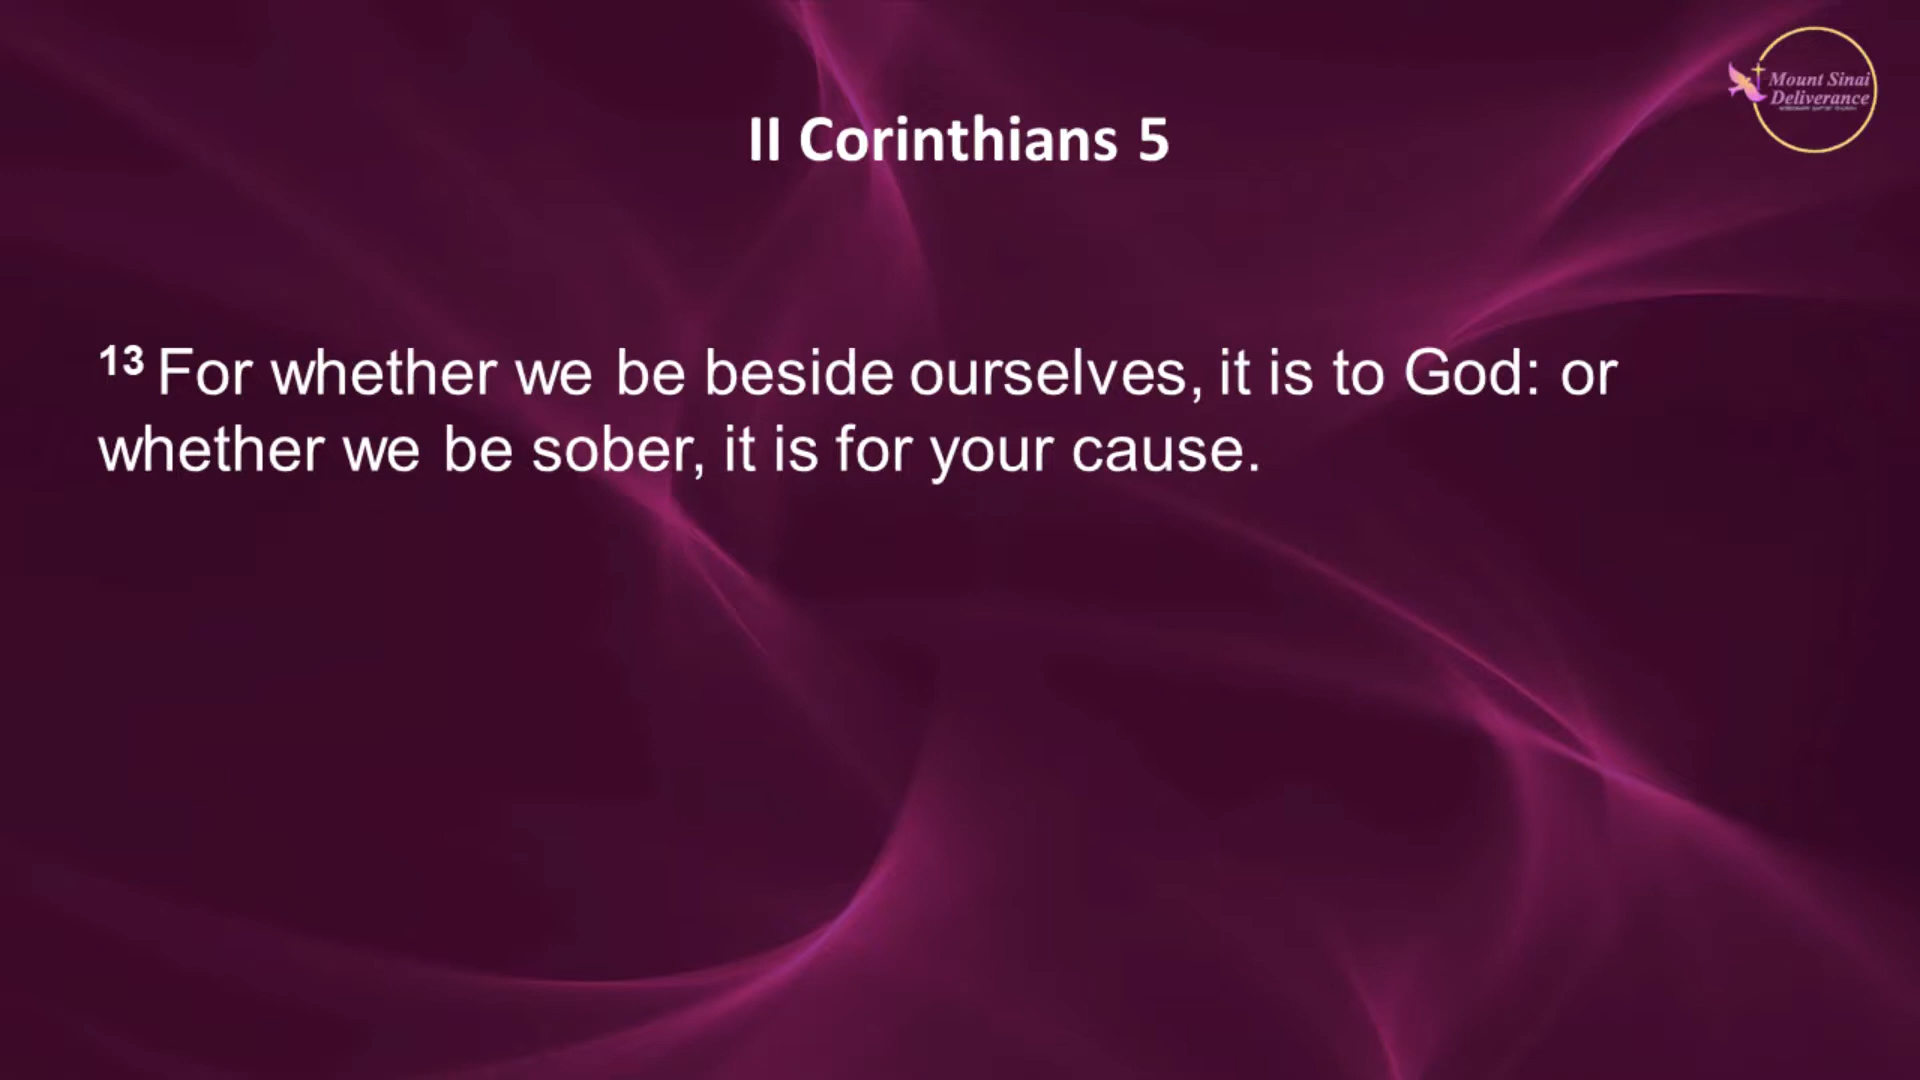 Mount Sinai
Deliverance
II Corinthians 5
13 For whether we be beside ourselves, it is to God: or
whether we be sober, it is for your cause.